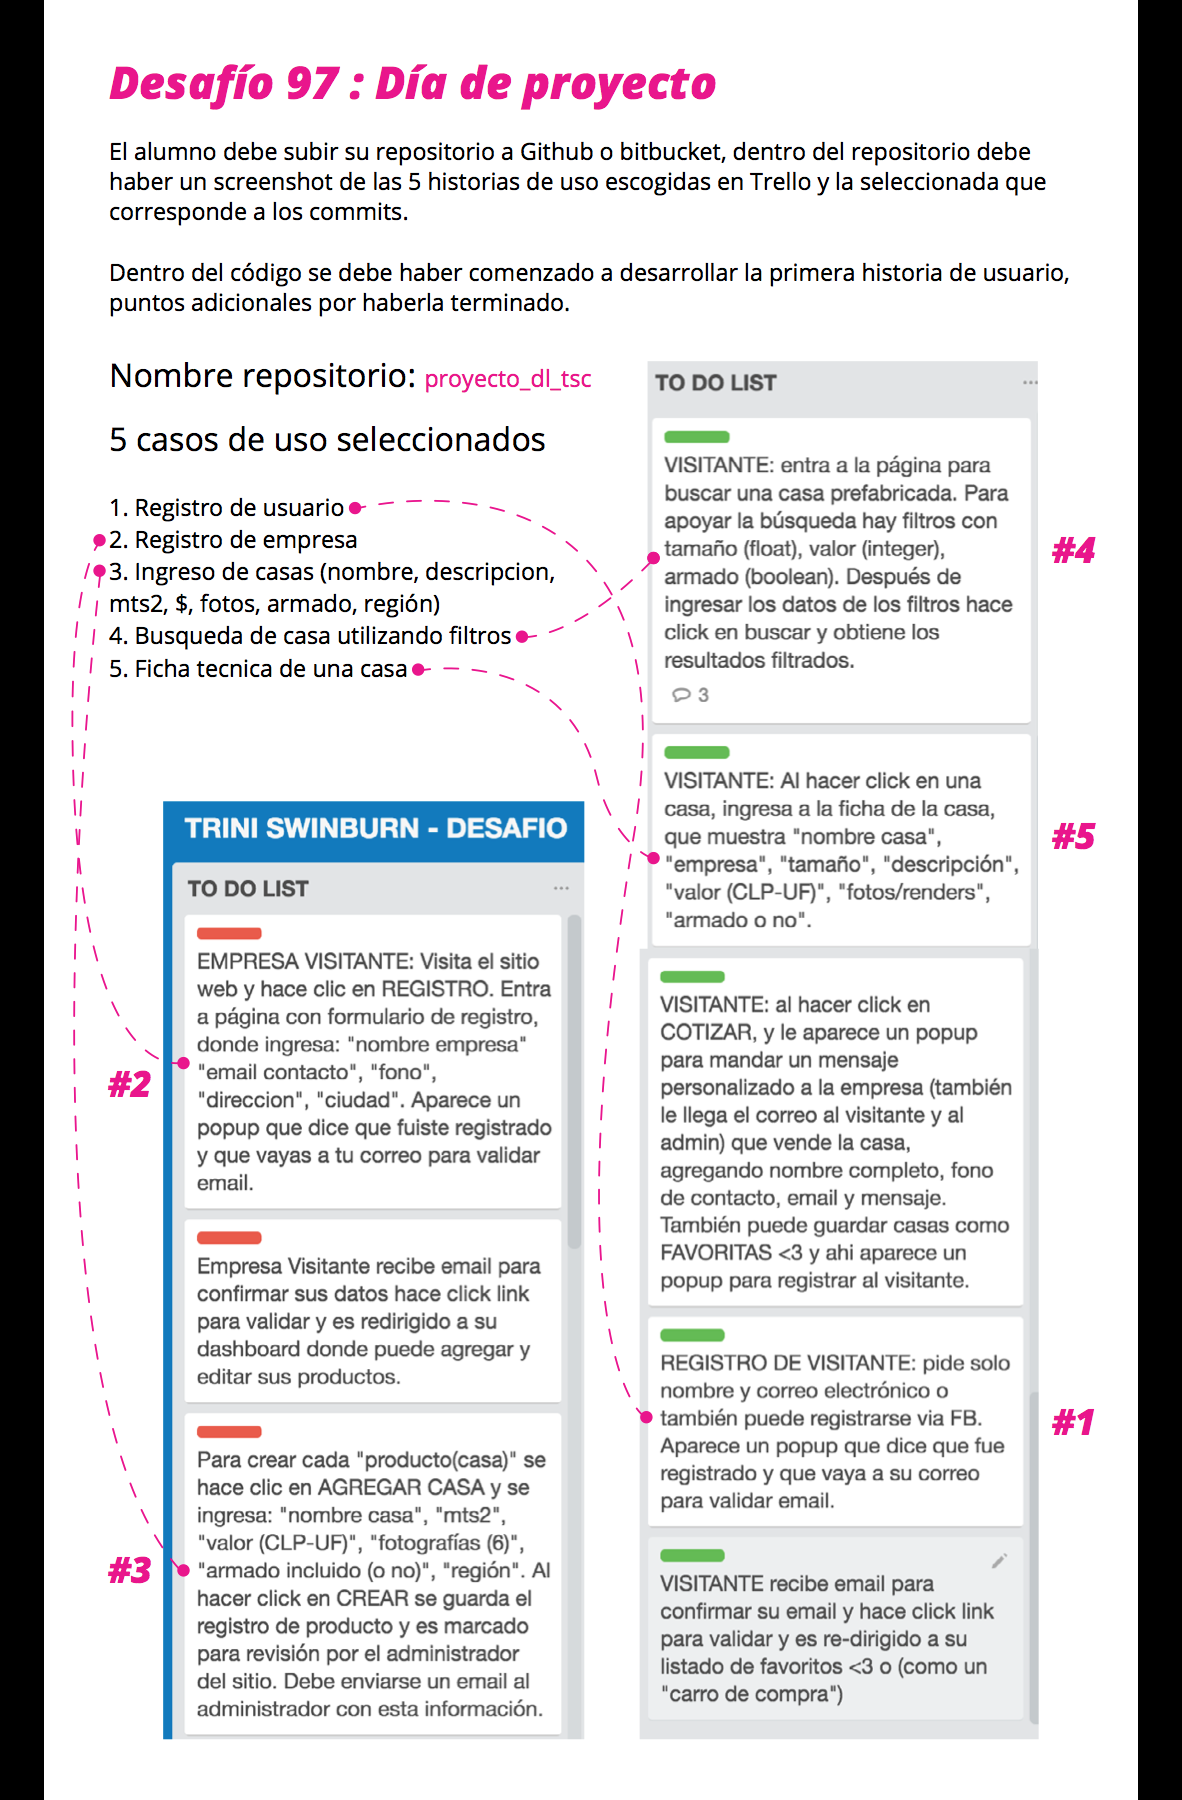 Desafío 97 : Día de proyecto
El alumno debe subir su repositorio a Github o bitbucket, dentro del repositorio debe
haber un screenshot de las 5 historias de uso escogidas en Trello y la seleccionada que
corresponde a los commits.
Dentro del código se debe haber comenzado a desarrollar la primera historia de usuario,
puntos adicionales por haberla terminado.
Nombre repositorio: proyecto_dl_tsc
5 casos de uso seleccionados
1. Registro de usuario
2. Registro de empresa
3. Ingreso de casas (nombre, descripcion,
mts2, $, fotos, armado, región)
4. Busqueda de casa utilizando filtros
5. Ficha tecnica de una casa
TRINI SWINBURN - DESAFIO
TO DO LIST
EMPRESA VISITANTE: Visita el sitio
web y hace clic en REGISTRO. Entra
a página con formulario de registro,
donde ingresa: "nombre empresa"
"email contacto", "fono",
"direccion", "ciudad". Aparece un
popup que dice que fuiste registrado
y que vayas a tu correo para validar
email.
#2
Empresa Visitante recibe email para
confirmar sus datos hace click link
para validar y es redirigido a su
dashboard donde puede agregar y
editar sus productos.
Para crear cada "producto(casa)" se
hace clic en AGREGAR CASA y se
ingresa: "nombre casa", "mts2",
"valor (CLP-UF)", "fotografías (6)",
"armado incluido (o no)", "región". Al
hacer click en CREAR se guarda el
registro de producto y es marcado
para revisión por el administrador
del sitio. Debe enviarse un email al
administrador con esta información.
#3
TO DO LIST
VISITANTE: entra a la página para
buscar una casa prefabricada. Para
apoyar la búsqueda hay filtros con
tamaño (float), valor (integer),
armado (boolean). Después de
ingresar los datos de los filtros hace
click en buscar y obtiene los
resultados filtrados.
3
#4
VISITANTE: Al hacer click en una
casa, ingresa a la ficha de la casa,
que muestra "nombre casa",
"empresa", "tamaño", "descripción",
"valor (CLP-UF)", "fotos/renders",
"armado o no".
#5
VISITANTE: al hacer click en
COTIZAR, y le aparece un popup
para mandar un mensaje
personalizado a la empresa (también
le llega el correo al visitante y al
admin) que vende la casa,
agregando nombre completo, fono
de contacto, email y mensaje.
También puede guardar casas como
FAVORITAS <3 y ahi aparece un
popup para registrar al visitante.
REGISTRO DE VISITANTE: pide solo
nombre y correo electrónico o
también puede registrarse via FB.
Aparece un popup que dice que fue
registrado y que vaya a su correo
para validar email.
#1
VISITANTE recibe email para
confirmar su email y hace click link
para validar y es re-dirigido a su
listado de favoritos <3 o (como un
"carro de compra")